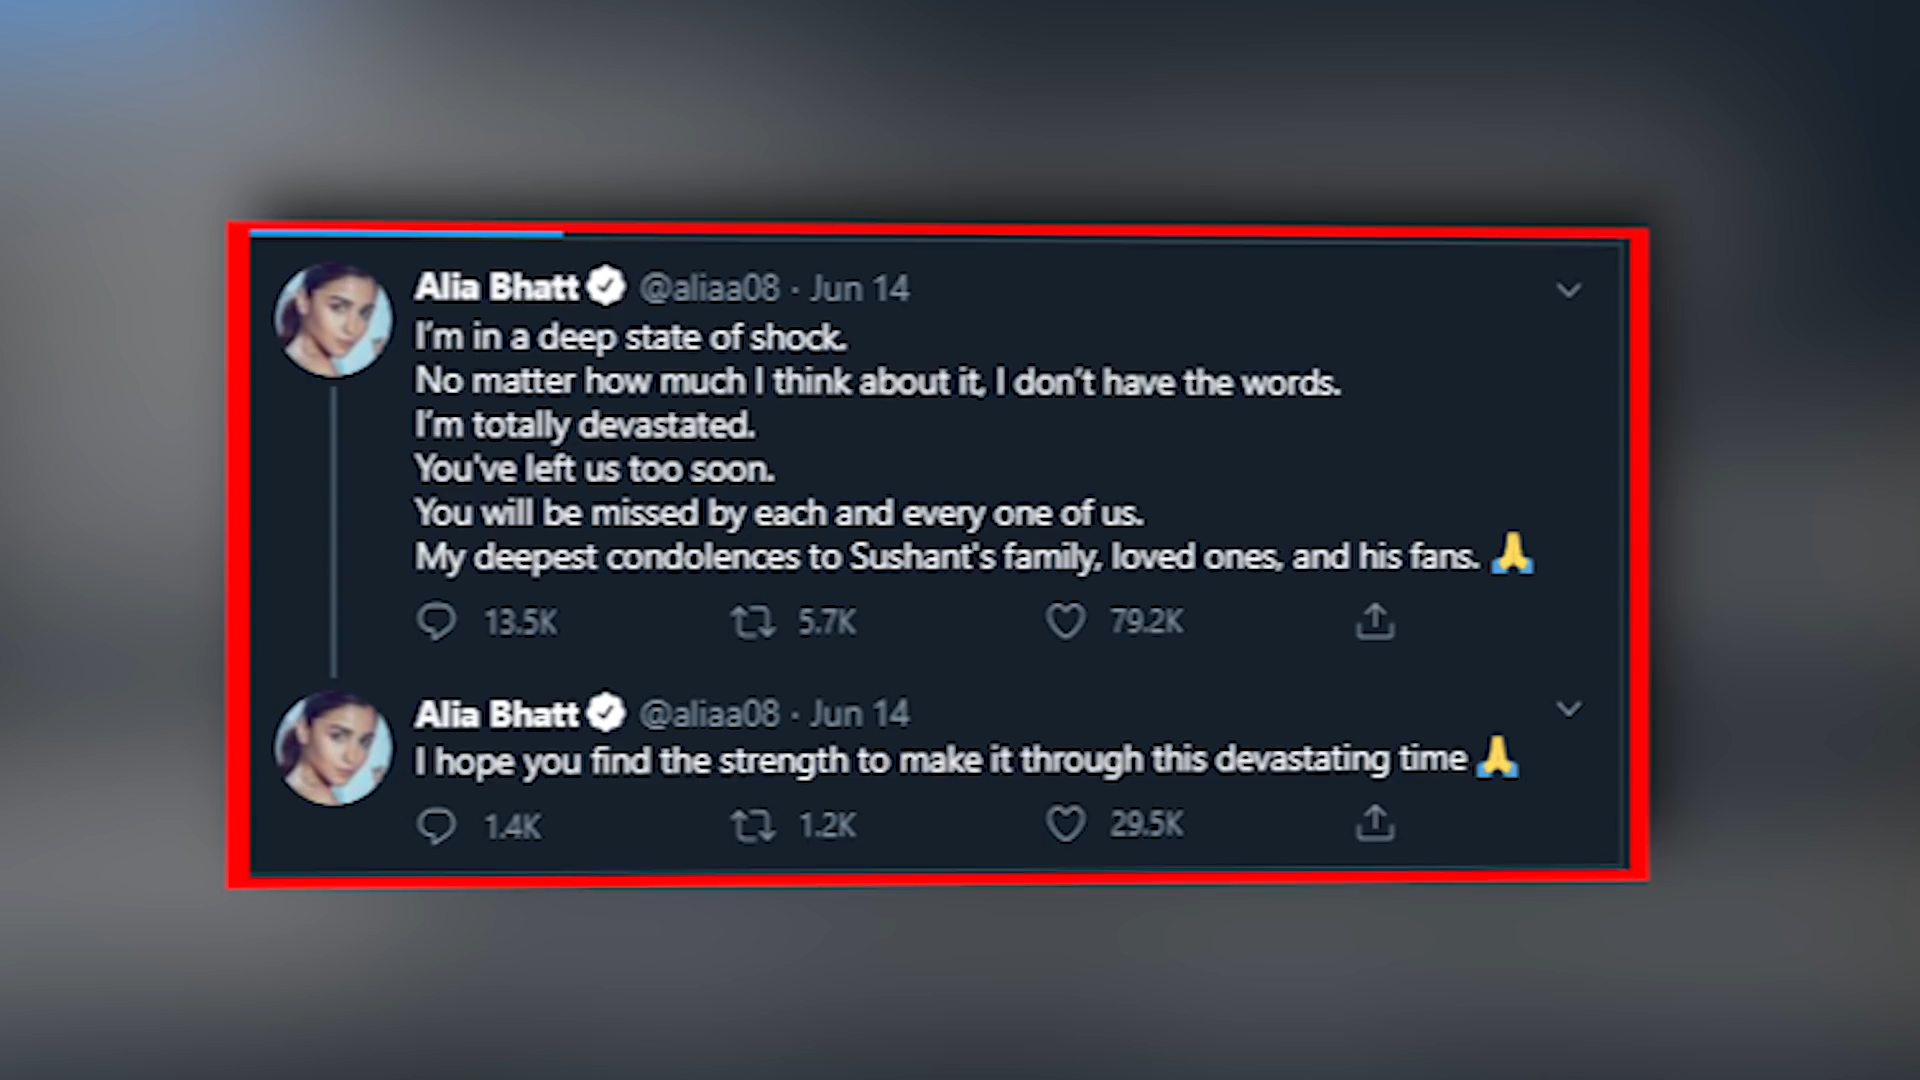 Alia Bhatt @aliaa08 · Jun 14
I'm in a deep state of shock.
No matter how much I think about it, I don't have the words.
I'm totally devastated.
You've left us too soon.
You will be missed by each and every one of us.
My deepest condolences to Sushant's family, loved ones, and his fans. 🙏
13.5K 5.7K 79.2K
Alia Bhatt @aliaa08 · Jun 14
I hope you find the strength to make it through this devastating time 🙏
1.4K 1.2K 29.5K